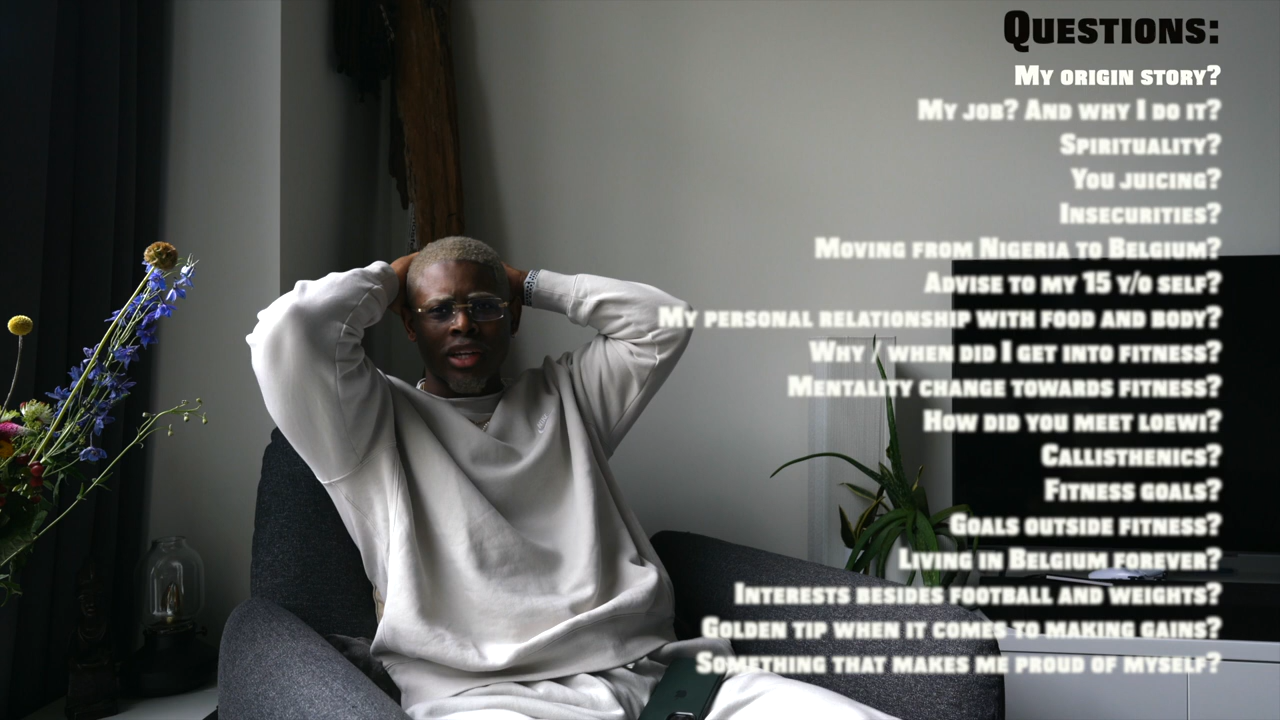 Questions:
My origin story?
My job? And why I do it?
Spirituality?
You juicing?
Insecurities?
Moving from Nigeria to Belgium?
Advise to my 15 y/o self?
My personal relationship with food and body?
Why / when did I get into fitness?
Mentality change towards fitness?
How did you meet loewi?
Callisthenics?
Fitness goals?
Goals outside fitness?
Living in Belgium forever?
Interests besides football and weights?
Golden tip when it comes to making gains?
Something that makes me proud of myself?